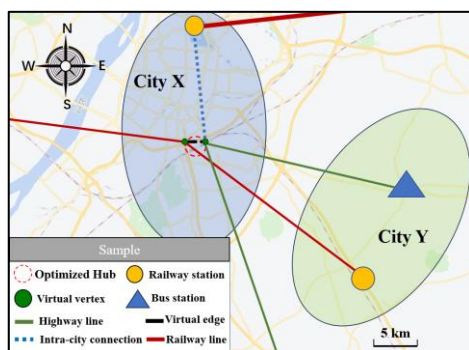 N
W E
S
City X
City Y
Sample
Optimized Hub Railway station
Virtual vertex Bus station
Highway line Virtual edge
Intra-city connection Railway line
5 km